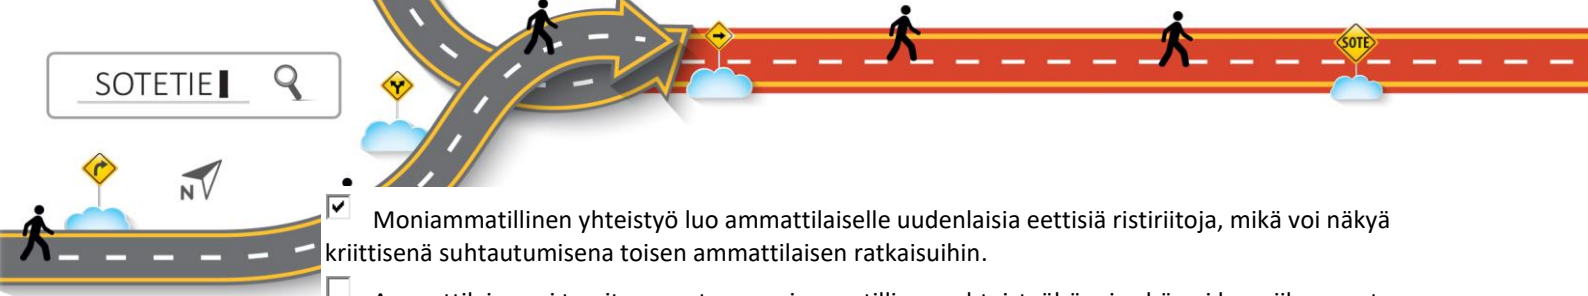 SOTETIE
SOTE
N
Moniammatillinen yhteistyö luo ammattilaiselle uudenlaisia eettisiä ristiriitoja, mikä voi näkyä
kriittisenä suhtautumisena toisen ammattilaisen ratkaisuihin.